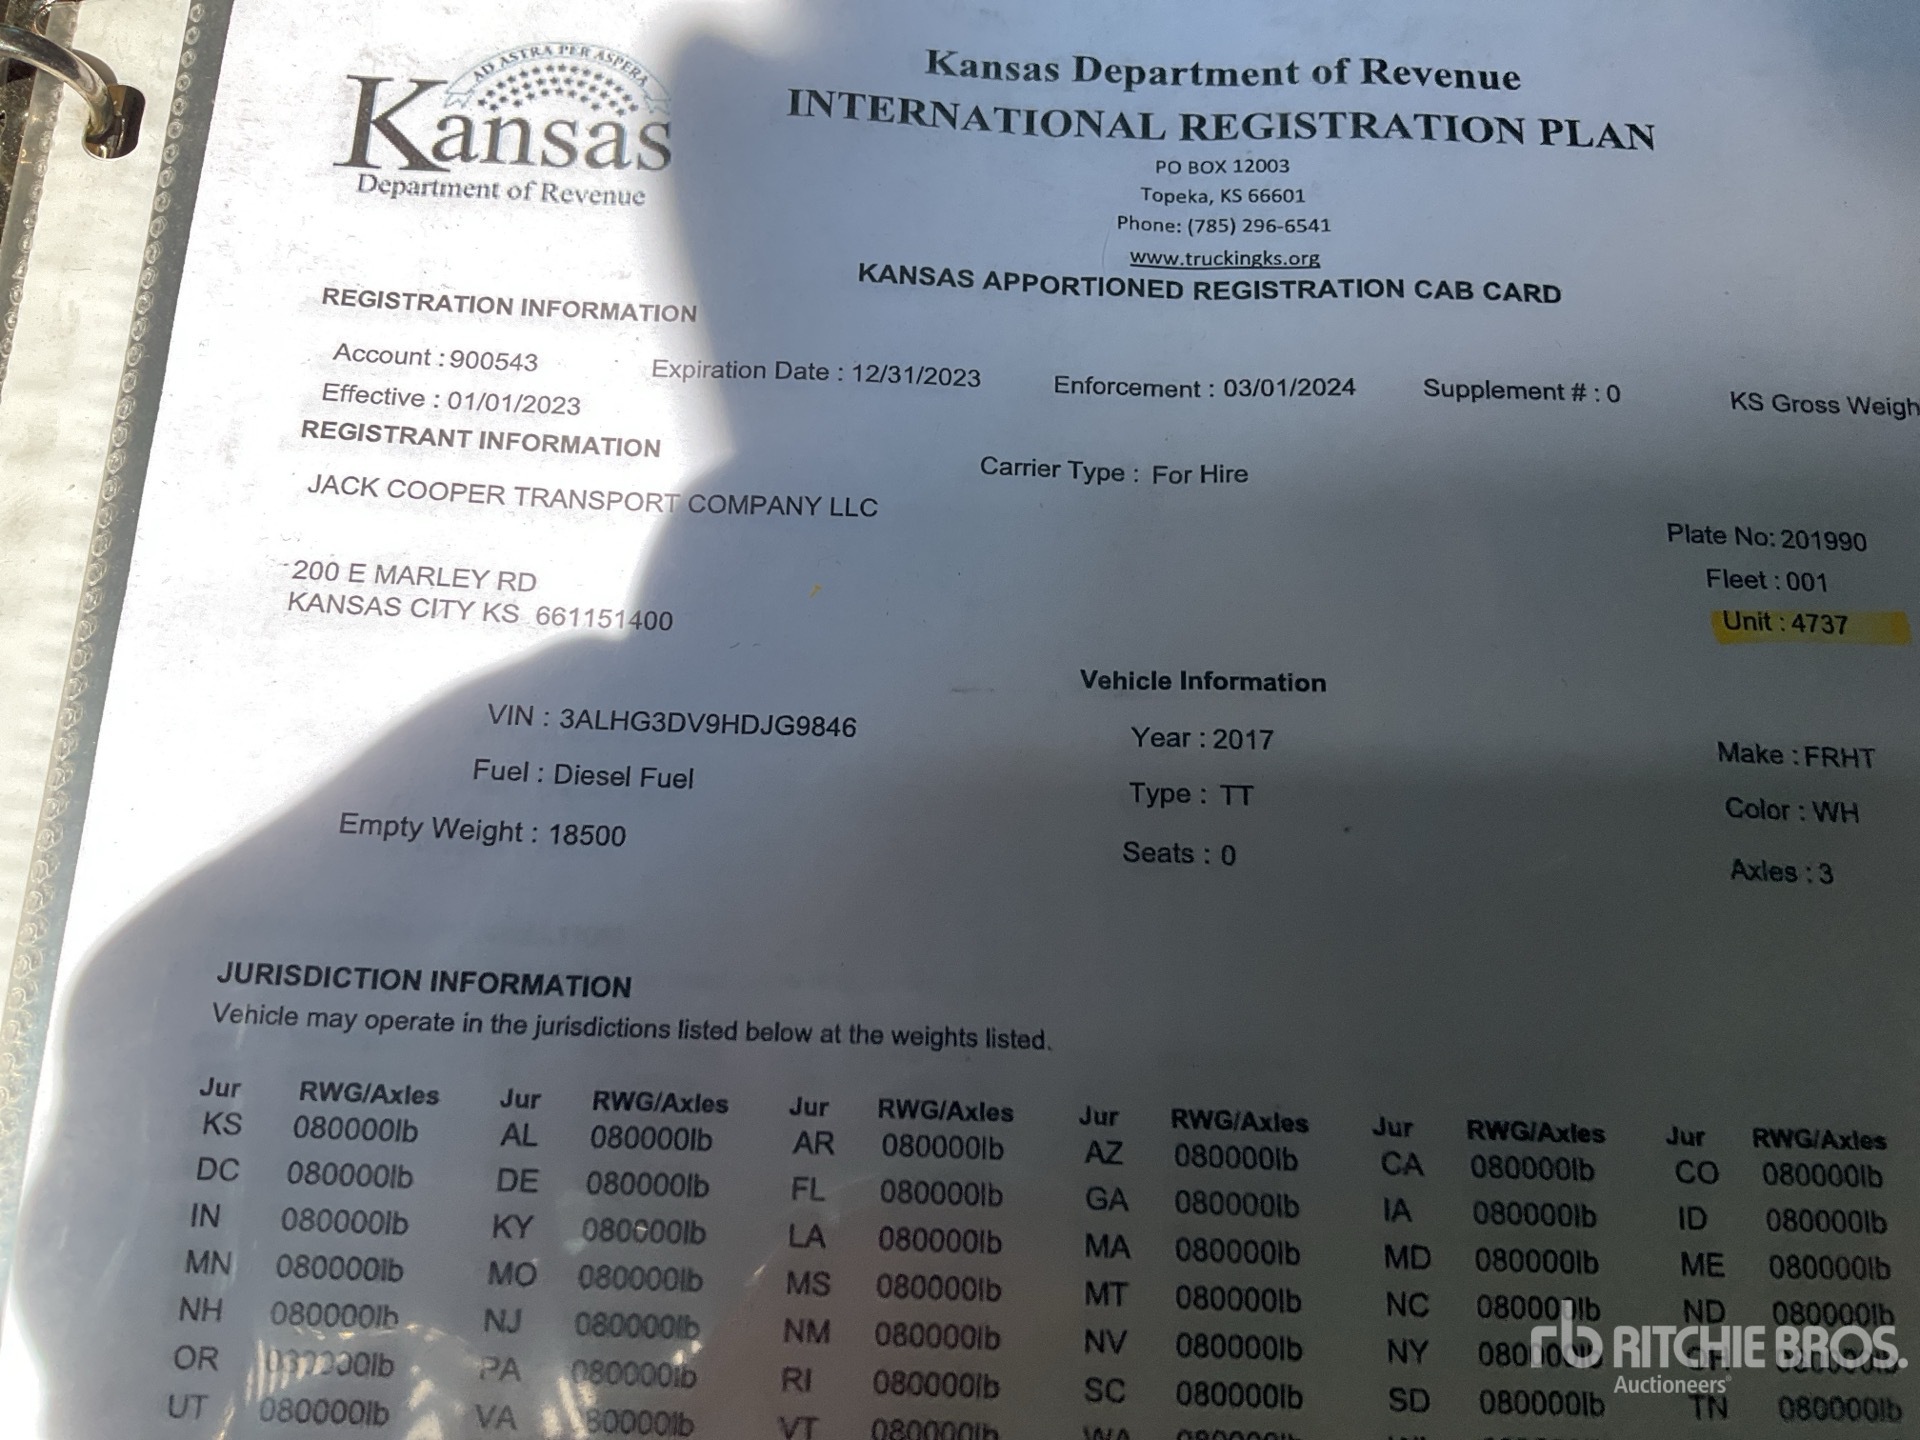 AD ASTRA PER ASPERA
Kansas
Department of Revenue
Kansas Department of Revenue
INTERNATIONAL REGISTRATION PLAN
PO BOX 12003
Topeka, KS 66601
Phone: (785) 296-6541
www.truckingks.org
KANSAS APPORTIONED REGISTRATION CAB CARD
REGISTRATION INFORMATION
Account : 900543 Expiration Date : 12/31/2023 Enforcement : 03/01/2024 Supplement # : 0 KS Gross Weigh
Effective : 01/01/2023
REGISTRANT INFORMATION
Carrier Type : For Hire
JACK COOPER TRANSPORT COMPANY LLC
Plate No: 201990
Fleet : 001
Unit : 4737
200 E MARLEY RD
KANSAS CITY KS 661151400
Vehicle Information
VIN : 3ALHG3DV9HDJG9846 Year : 2017 Make : FRHT
Fuel : Diesel Fuel Type : TT Color : WH
Empty Weight : 18500 Seats : 0 Axles : 3
JURISDICTION INFORMATION
Vehicle may operate in the jurisdictions listed below at the weights listed.
Jur RWG/Axles Jur RWG/Axles Jur RWG/Axles Jur RWG/Axles Jur RWG/Axles Jur RWG/Axles
KS 080000lb AL 080000lb AR 080000lb AZ 080000lb CA 080000lb CO 080000lb
DC 080000lb DE 080000lb FL 080000lb GA 080000lb IA 080000lb ID 080000lb
IN 080000lb KY 080000lb LA 080000lb MA 080000lb MD 080000lb ME 080000lb
MN 080000lb MO 080000lb MS 080000lb MT 080000lb NC 080000lb ND 080000lb
NH 080000lb NJ 080000lb NM 080000lb NV 080000lb NY
OR PA 080000lb RI 080000lb SC 080000lb SD 080000lb TN 080000lb
UT 080000lb VA VT 080000lb
rb RITCHIE BROS.
Auctioneers